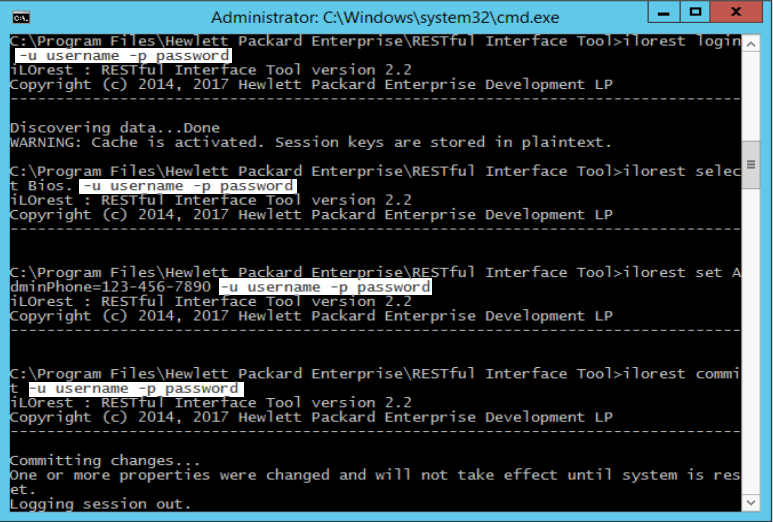 Administrator: C:\Windows\system32\cmd.exe
C:\Program Files\Hewlett Packard Enterprise\RESTful Interface Tool>ilorest login
-u username -p password
iLOrest : RESTful Interface Tool version 2.2
Copyright (c) 2014, 2017 Hewlett Packard Enterprise Development LP
--------------------------------------------------------------------------------
Discovering data...Done
WARNING: Cache is activated. Session keys are stored in plaintext.
C:\Program Files\Hewlett Packard Enterprise\RESTful Interface Tool>ilorest selec
t Bios. -u username -p password
iLOrest : RESTful Interface Tool version 2.2
Copyright (c) 2014, 2017 Hewlett Packard Enterprise Development LP
--------------------------------------------------------------------------------
C:\Program Files\Hewlett Packard Enterprise\RESTful Interface Tool>ilorest set A
dminPhone=123-456-7890 -u username -p password
iLOrest : RESTful Interface Tool version 2.2
Copyright (c) 2014, 2017 Hewlett Packard Enterprise Development LP
--------------------------------------------------------------------------------
C:\Program Files\Hewlett Packard Enterprise\RESTful Interface Tool>ilorest commi
t -u username -p password
iLOrest : RESTful Interface Tool version 2.2
Copyright (c) 2014, 2017 Hewlett Packard Enterprise Development LP
--------------------------------------------------------------------------------
Committing changes...
One or more properties were changed and will not take effect until system is res
et.
Logging session out.